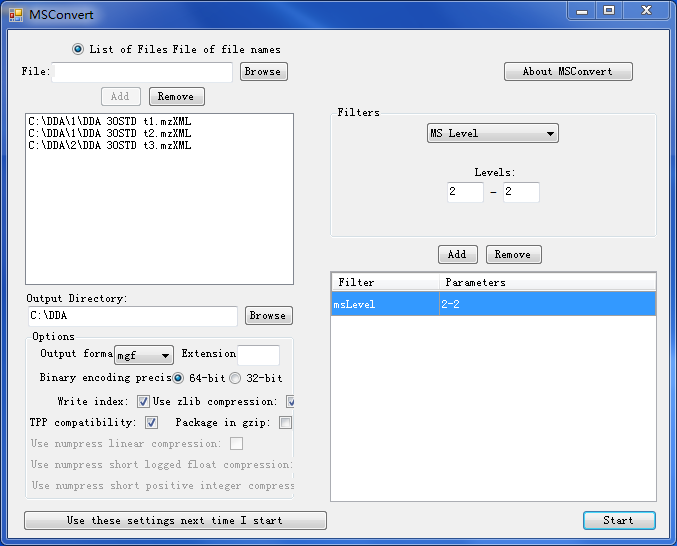 MSConvert
List of Files File of file names
File:
Browse
About MSConvert
Add
Remove
C:\DDA\1\DDA 30STD t1.mzXML
C:\DDA\1\DDA 30STD t2.mzXML
C:\DDA\2\DDA 30STD t3.mzXML
Filters
MS Level
Levels:
2 - 2
Add
Remove
Filter Parameters
msLevel 2-2
Output Directory:
C:\DDA
Browse
Options
Output forma mgf Extension
Binary encoding precis 64-bit 32-bit
Write index: Use zlib compression:
TPP compatibility: Package in gzip:
Use numpress linear compression:
Use numpress short logged float compression:
Use numpress short positive integer compress
Use these settings next time I start
Start